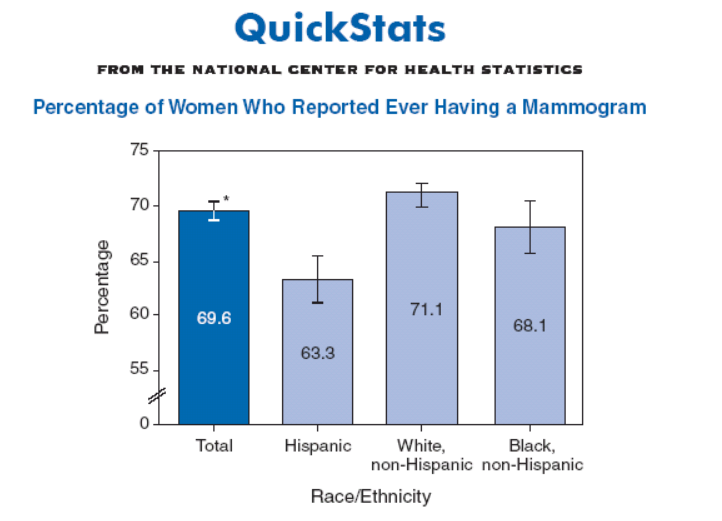 QuickStats
FROM THE NATIONAL CENTER FOR HEALTH STATISTICS
Percentage of Women Who Reported Ever Having a Mammogram
75
70
65
60
55
0
Percentage
*
69.6
63.3
71.1
68.1
Total
Hispanic
White,
non-Hispanic
Black,
non-Hispanic
Race/Ethnicity